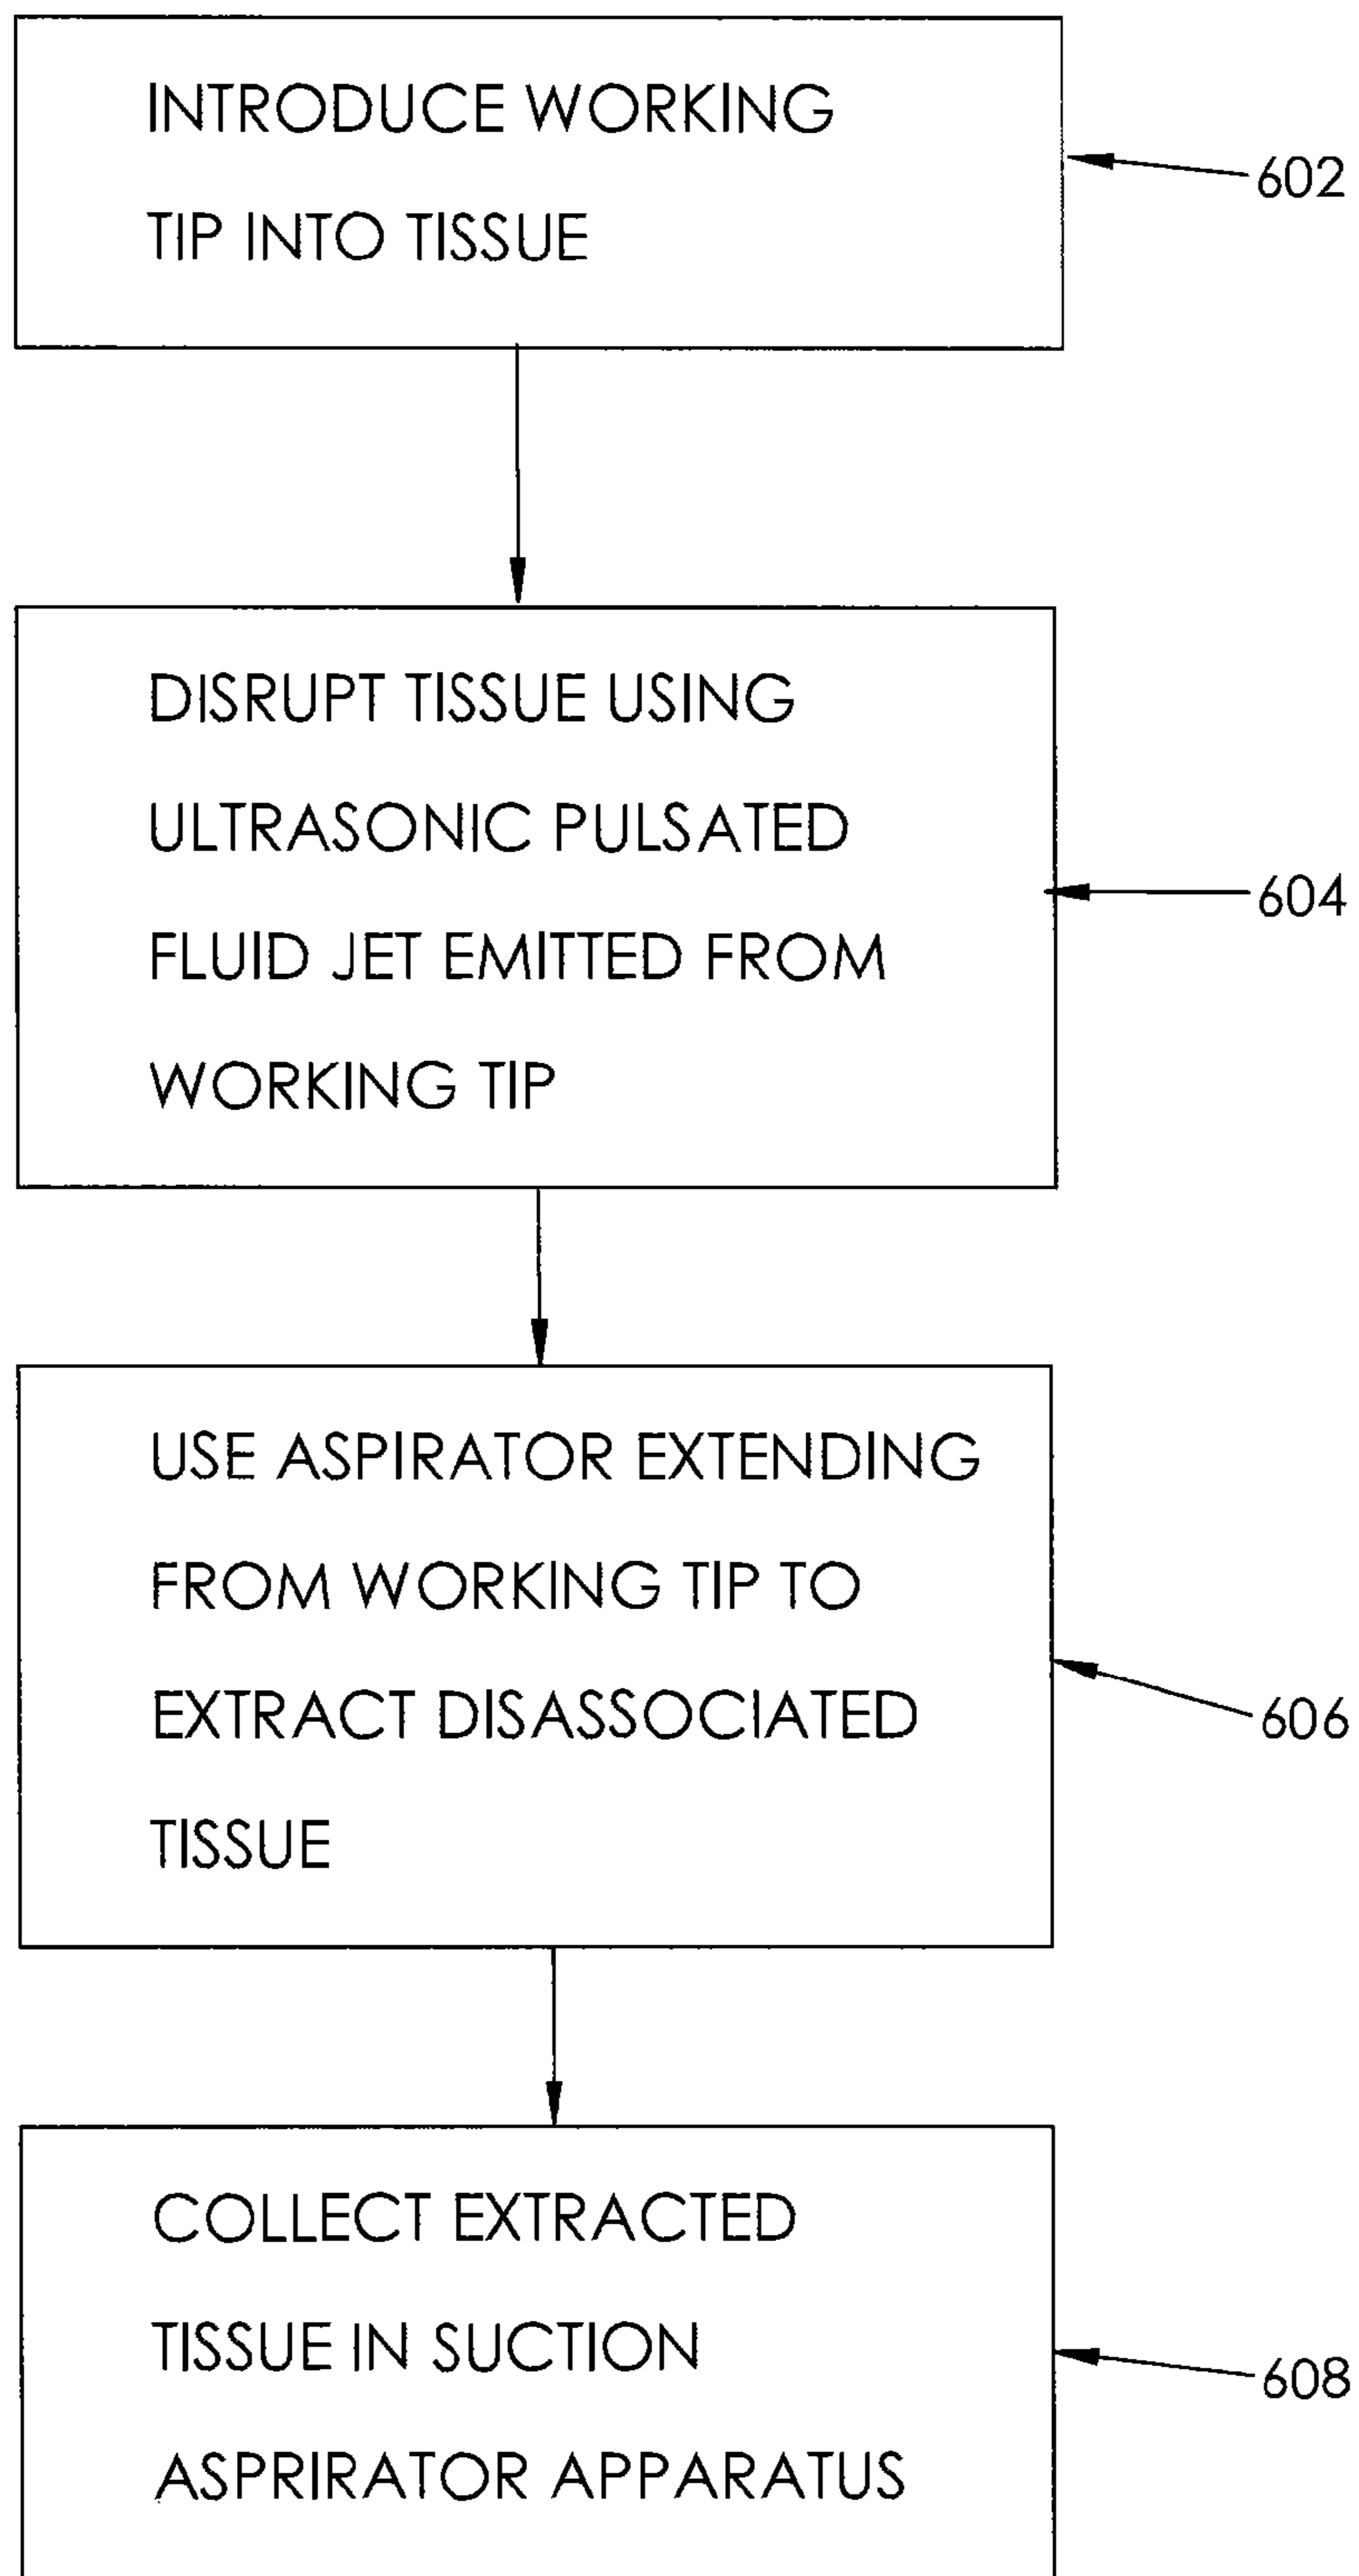 INTRODUCE WORKING
TIP INTO TISSUE
602
DISRUPT TISSUE USING
ULTRASONIC PULSATED
FLUID JET EMITTED FROM
WORKING TIP
604
USE ASPIRATOR EXTENDING
FROM WORKING TIP TO
EXTRACT DISASSOCIATED
TISSUE
606
COLLECT EXTRACTED
TISSUE IN SUCTION
ASPRIRATOR APPARATUS
608